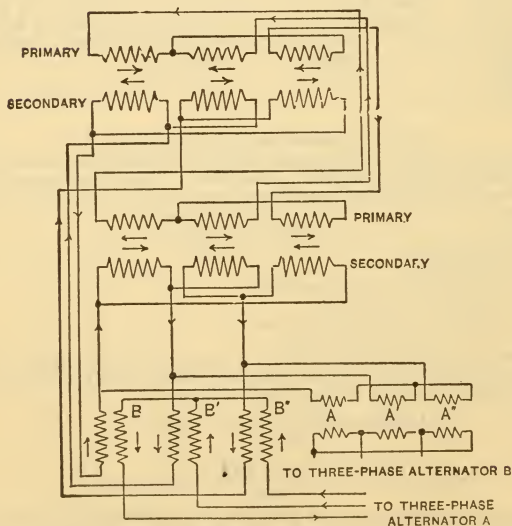 PRIMARY
SECONDARY
PRIMARY
SECONDARY
B
B'
B"
A
A'
A"
TO THREE-PHASE ALTERNATOR B
TO THREE-PHASE
ALTERNATOR A